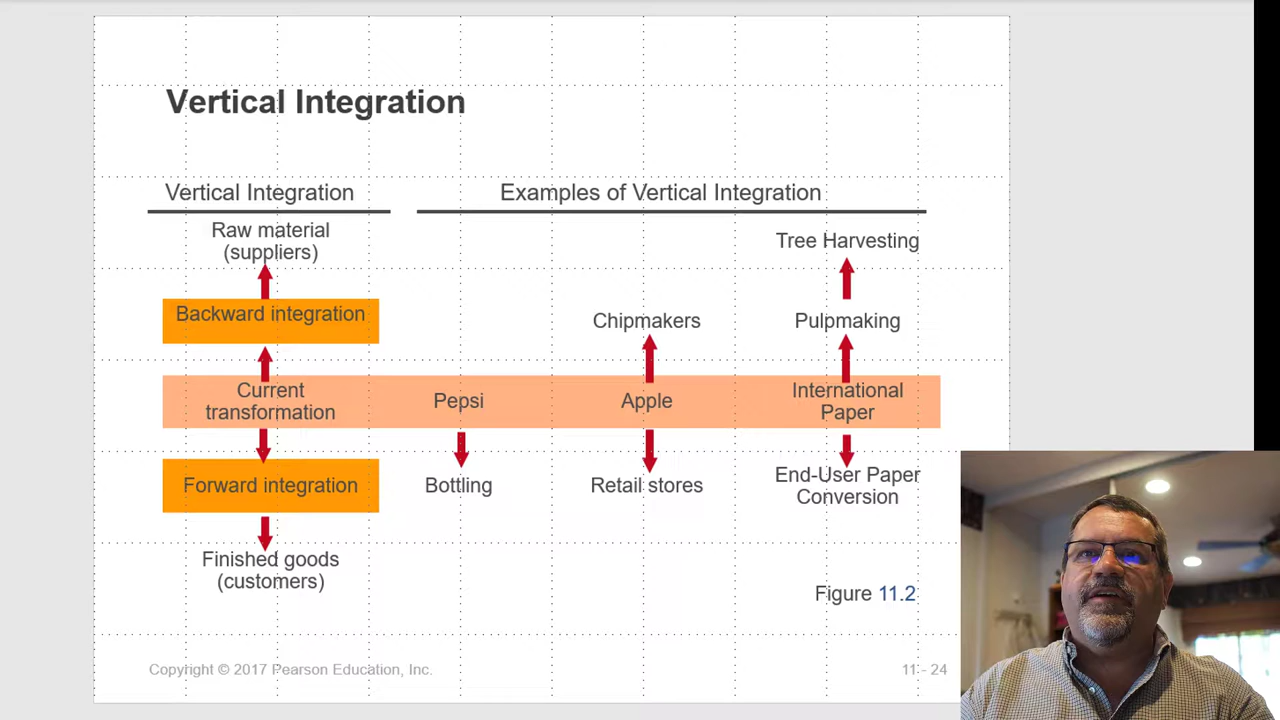 Vertical Integration
Vertical Integration
Examples of Vertical Integration
Raw material
(suppliers)
Tree Harvesting
Backward integration
Chipmakers
Pulpmaking
Current
transformation
Pepsi
Apple
International
Paper
Forward integration
Bottling
Retail stores
End-User Paper
Conversion
Finished goods
(customers)
Figure 11.2
Copyright © 2017 Pearson Education, Inc.
11 - 24